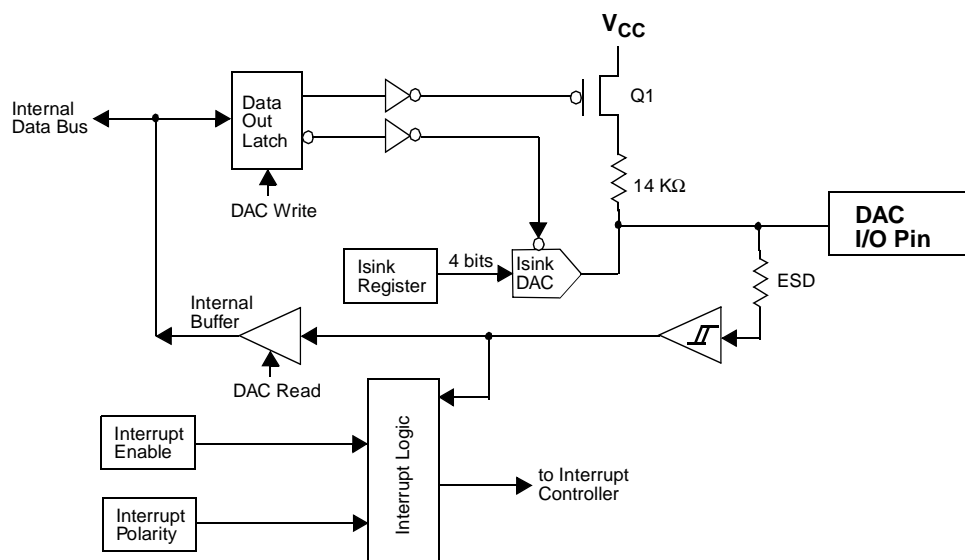 VCC
Internal
Data Bus
Data
Out
Latch
Q1
DAC Write
14 KΩ
DAC
I/O Pin
Isink
Register
4 bits
Isink
DAC
ESD
Internal
Buffer
DAC Read
Interrupt
Enable
Interrupt Logic
to Interrupt
Controller
Interrupt
Polarity